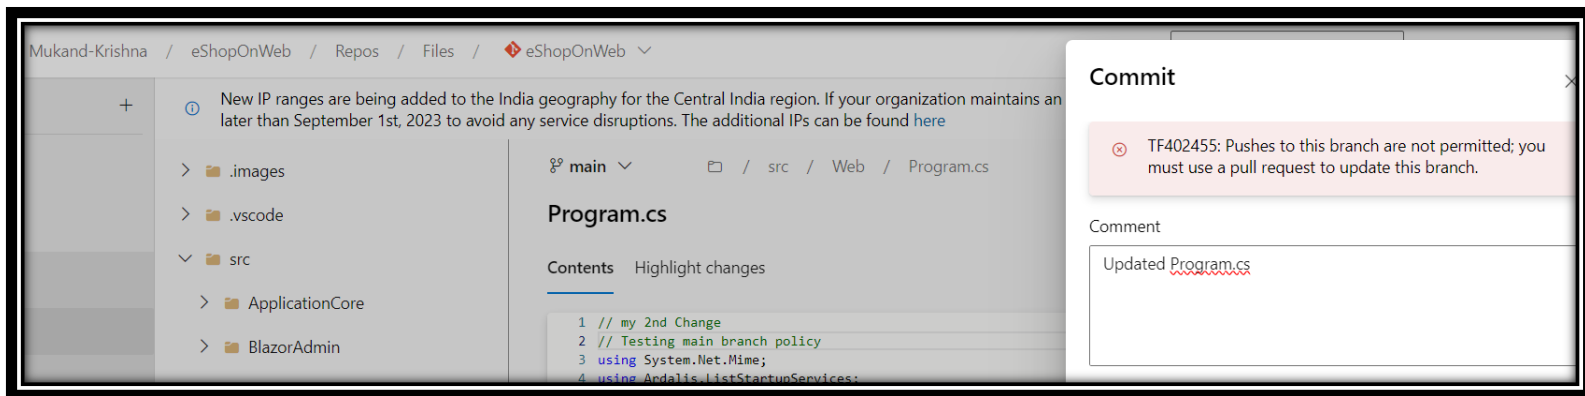 Mukand-Krishna / eShopOnWeb / Repos / Files / eShopOnWeb
New IP ranges are being added to the India geography for the Central India region. If your organization maintains an
later than September 1st, 2023 to avoid any service disruptions. The additional IPs can be found here
.images
.vscode
src
ApplicationCore
BlazorAdmin
main / src / Web / Program.cs
Program.cs
Contents Highlight changes
1 // my 2nd Change
2 // Testing main branch policy
3 using System.Net.Mime;
4 using Ardalis.ListStartupServices;
Commit
TF402455: Pushes to this branch are not permitted; you
must use a pull request to update this branch.
Comment
Updated Program.cs